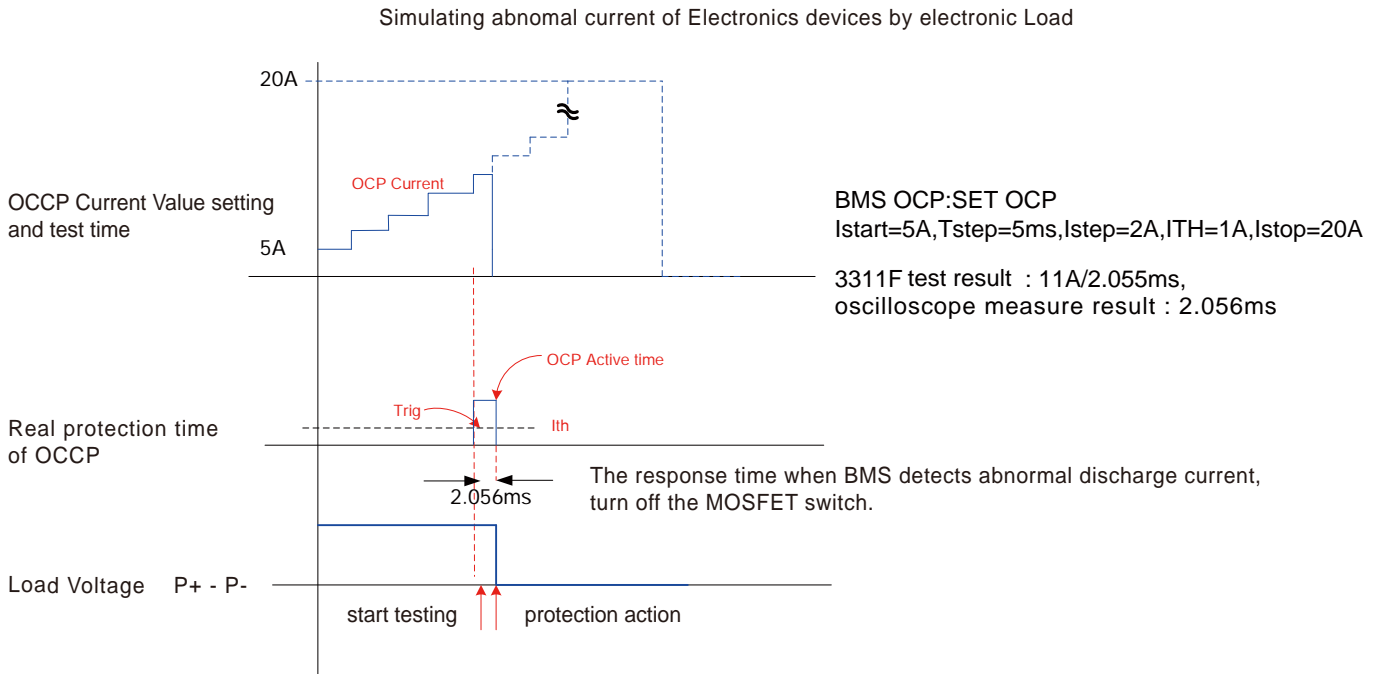 Simulating abnomal current of Electronics devices by electronic Load
20A
OCP Current
OCCP Current Value setting
and test time
5A
BMS OCP:SET OCP
Istart=5A,Tstep=5ms,Istep=2A,ITH=1A,Istop=20A
3311F test result : 11A/2.055ms,
oscilloscope measure result : 2.056ms
OCP Active time
Trig
Ith
Real protection time
of OCCP
2.056ms
The response time when BMS detects abnormal discharge current,
turn off the MOSFET switch.
Load Voltage P+ - P-
start testing
protection action